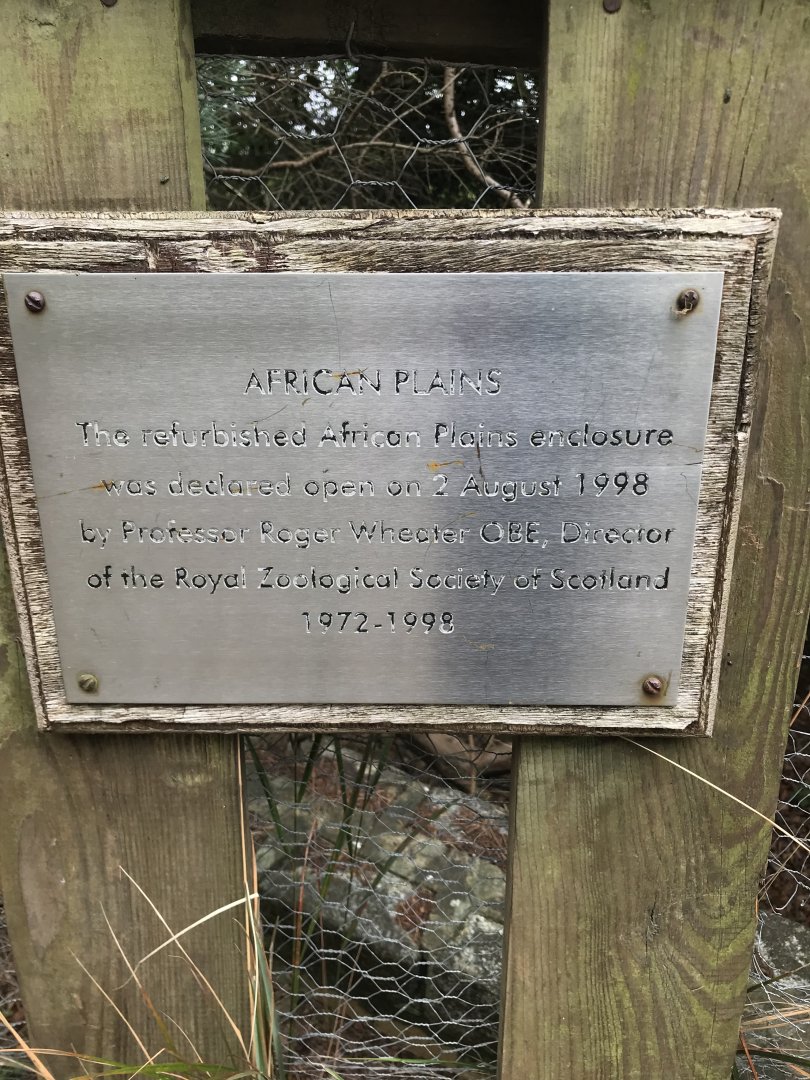 AFRICAN PLAINS
The refurbished African Plains enclosure
was declared open on 2 August 1998
by Professor Roger Wheater OBE, Director
of the Royal Zoological Society of Scotland
1972-1998